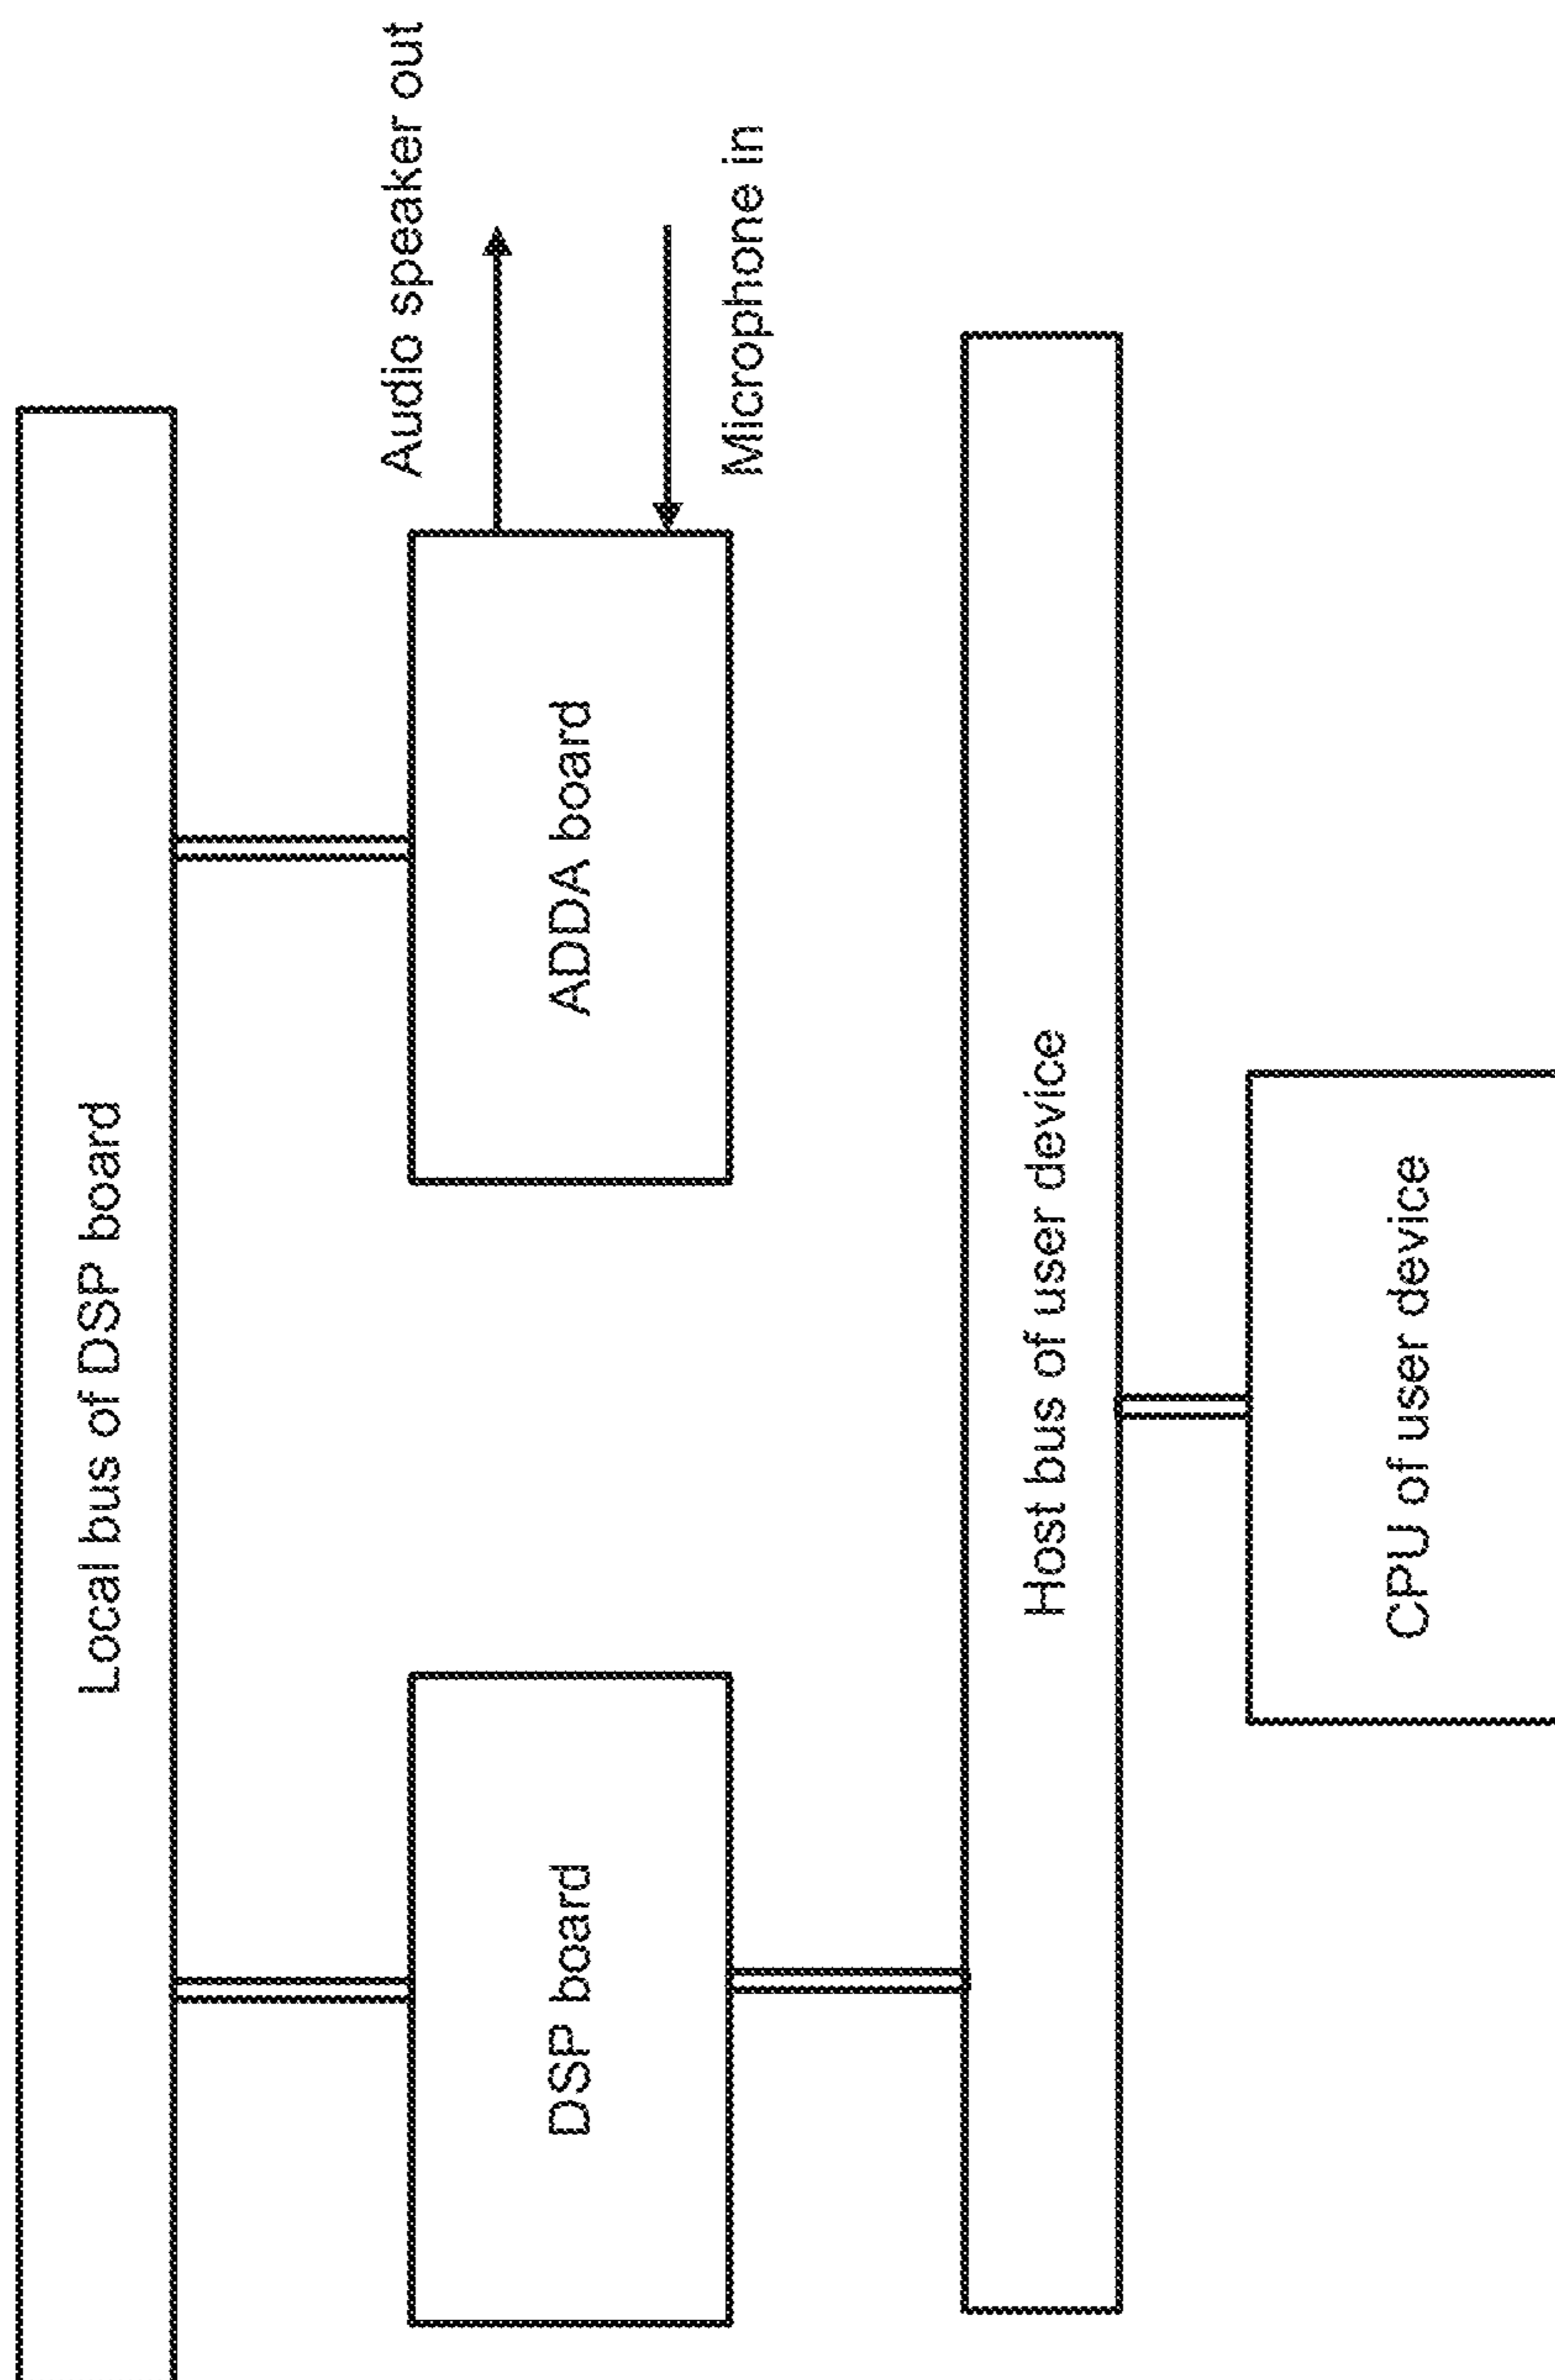 Local bus of DSP board
Audio speaker out
DSP board
ADDA board
Microphone in
Host bus of user device
CPU of user device